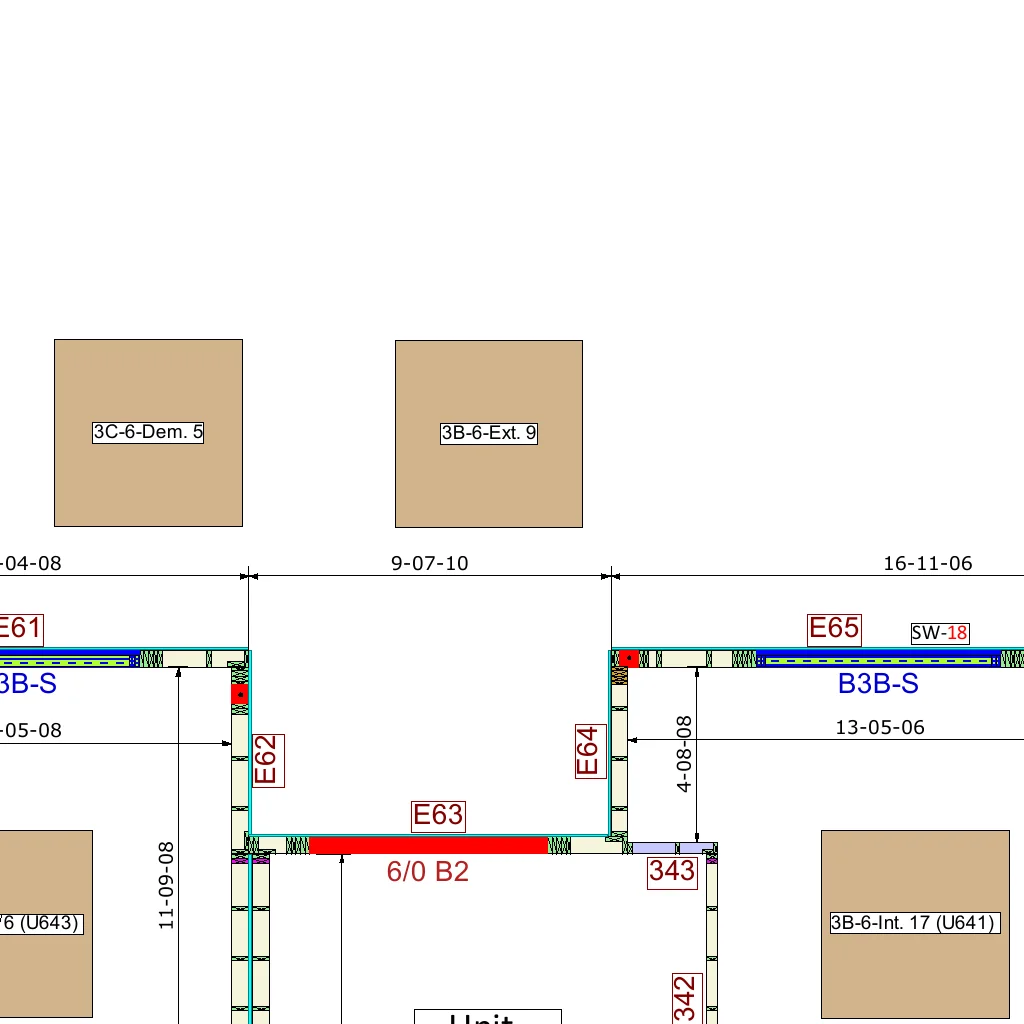 3C-6-Dem. 5
3B-6-Ext. 9
-04-08
9-07-10
16-11-06
E61
E65
SW-18
3B-S
B3B-S
-05-08
13-05-06
E62
E64
4-08-08
E63
6/0 B2
343
11-09-08
6 (U643)
3B-6-Int. 17 (U641)
342
Unit